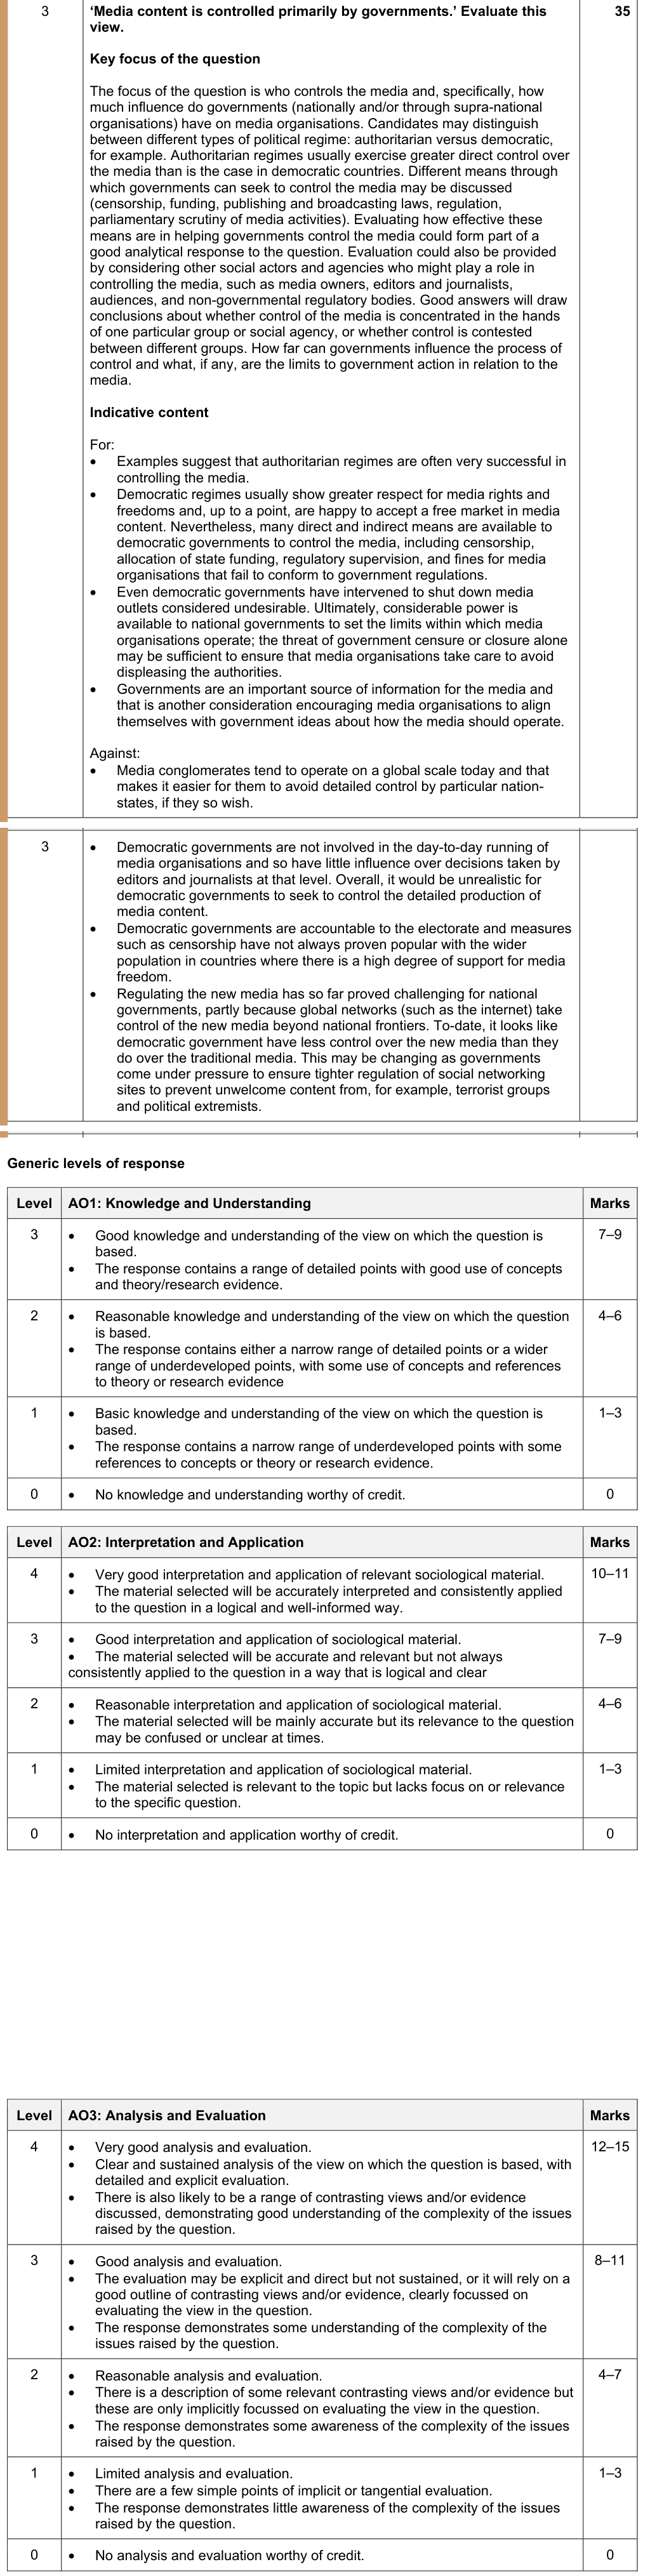 3
‘Media content is controlled primarily by governments.’ Evaluate this
35
view.
Key focus of the question
The focus of the question is who controls the media and, specifically, how
much influence do governments (nationally and/or through supra-national
organisations) have on media organisations. Candidates may distinguish
between different types of political regime: authoritarian versus democratic,
for example. Authoritarian regimes usually exercise greater direct control over
the media than is the case in democratic countries. Different means through
which governments can seek to control the media may be discussed
(censorship, funding, publishing and broadcasting laws, regulation,
parliamentary scrutiny of media activities). Evaluating how effective these
means are in helping governments control the media could form part of a
good analytical response to the question. Evaluation could also be provided
by considering other social actors and agencies who might play a role in
controlling the media, such as media owners, editors and journalists,
audiences, and non-governmental regulatory bodies. Good answers will draw
conclusions about whether control of the media is concentrated in the hands
of one particular group or social agency, or whether control is contested
between different groups. How far can governments influence the process of
control and what, if any, are the limits to government action in relation to the
media.
Indicative content
For:
• Examples suggest that authoritarian regimes are often very successful in
controlling the media.
• Democratic regimes usually show greater respect for media rights and
freedoms and, up to a point, are happy to accept a free market in media
content. Nevertheless, many direct and indirect means are available to
democratic governments to control the media, including censorship,
allocation of state funding, regulatory supervision, and fines for media
organisations that fail to conform to government regulations.
• Even democratic governments have intervened to shut down media
outlets considered undesirable. Ultimately, considerable power is
available to national governments to set the limits within which media
organisations operate; the threat of government censure or closure alone
may be sufficient to ensure that media organisations take care to avoid
displeasing the authorities.
• Governments are an important source of information for the media and
that is another consideration encouraging media organisations to align
themselves with government ideas about how the media should operate.
Against:
• Media conglomerates tend to operate on a global scale today and that
makes it easier for them to avoid detailed control by particular nation-
states, if they so wish.
3
• Democratic governments are not involved in the day-to-day running of
media organisations and so have little influence over decisions taken by
editors and journalists at that level. Overall, it would be unrealistic for
democratic governments to seek to control the detailed production of
media content.
• Democratic governments are accountable to the electorate and measures
such as censorship have not always proven popular with the wider
population in countries where there is a high degree of support for media
freedom.
• Regulating the new media has so far proved challenging for national
governments, partly because global networks (such as the internet) take
control of the new media beyond national frontiers. To-date, it looks like
democratic government have less control over the new media than they
do over the traditional media. This may be changing as governments
come under pressure to ensure tighter regulation of social networking
sites to prevent unwelcome content from, for example, terrorist groups
and political extremists.
Generic levels of response
Level AO1: Knowledge and Understanding Marks
3 • Good knowledge and understanding of the view on which the question is 7–9
based.
• The response contains a range of detailed points with good use of concepts
and theory/research evidence.
2 • Reasonable knowledge and understanding of the view on which the question 4–6
is based.
• The response contains either a narrow range of detailed points or a wider
range of underdeveloped points, with some use of concepts and references
to theory or research evidence
1 • Basic knowledge and understanding of the view on which the question is 1–3
based.
• The response contains a narrow range of underdeveloped points with some
references to concepts or theory or research evidence.
0 • No knowledge and understanding worthy of credit. 0
Level AO2: Interpretation and Application Marks
4 • Very good interpretation and application of relevant sociological material. 10–11
• The material selected will be accurately interpreted and consistently applied
to the question in a logical and well-informed way.
3 • Good interpretation and application of sociological material. 7–9
• The material selected will be accurate and relevant but not always
consistently applied to the question in a way that is logical and clear
2 • Reasonable interpretation and application of sociological material. 4–6
• The material selected will be mainly accurate but its relevance to the question
may be confused or unclear at times.
1 • Limited interpretation and application of sociological material. 1–3
• The material selected is relevant to the topic but lacks focus on or relevance
to the specific question.
0 • No interpretation and application worthy of credit. 0
Level AO3: Analysis and Evaluation Marks
4 • Very good analysis and evaluation. 12–15
• Clear and sustained analysis of the view on which the question is based, with
detailed and explicit evaluation.
• There is also likely to be a range of contrasting views and/or evidence
discussed, demonstrating good understanding of the complexity of the issues
raised by the question.
3 • Good analysis and evaluation. 8–11
• The evaluation may be explicit and direct but not sustained, or it will rely on a
good outline of contrasting views and/or evidence, clearly focussed on
evaluating the view in the question.
• The response demonstrates some understanding of the complexity of the
issues raised by the question.
2 • Reasonable analysis and evaluation. 4–7
• There is a description of some relevant contrasting views and/or evidence but
these are only implicitly focussed on evaluating the view in the question.
• The response demonstrates some awareness of the complexity of the issues
raised by the question.
1 • Limited analysis and evaluation. 1–3
• There are a few simple points of implicit or tangential evaluation.
• The response demonstrates little awareness of the complexity of the issues
raised by the question.
0 • No analysis and evaluation worthy of credit. 0